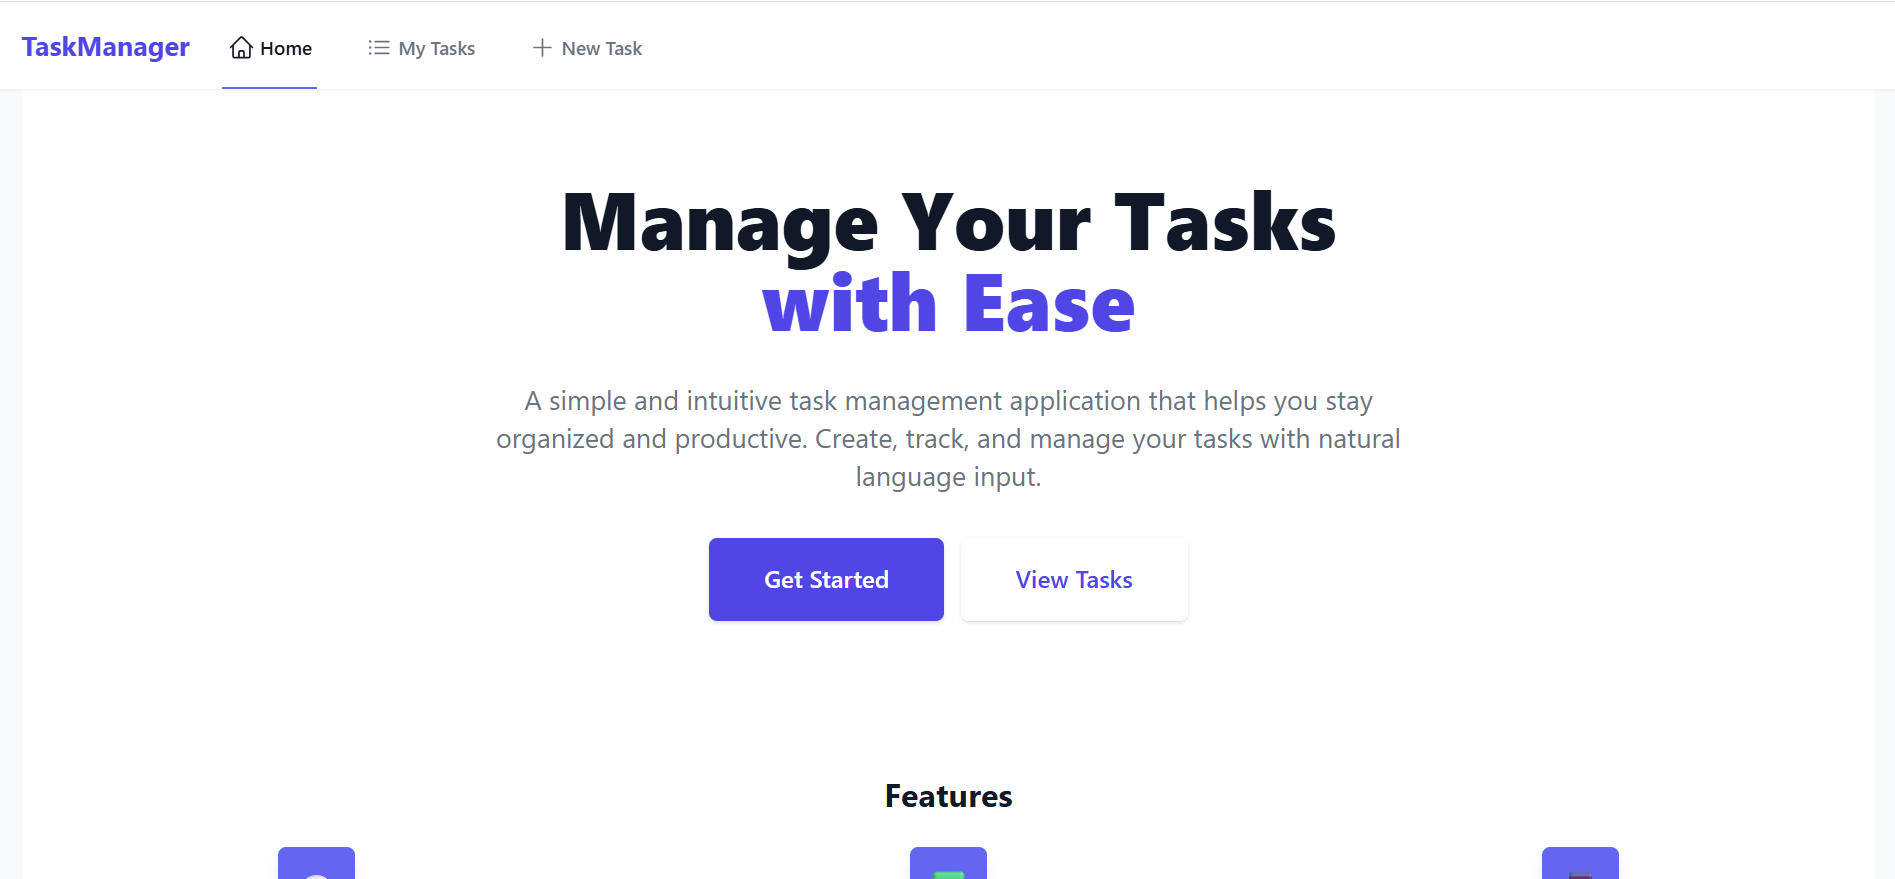 TaskManager
Home
My Tasks
New Task
Manage Your Tasks
with Ease
A simple and intuitive task management application that helps you stay
organized and productive. Create, track, and manage your tasks with natural
language input.
Get Started
View Tasks
Features